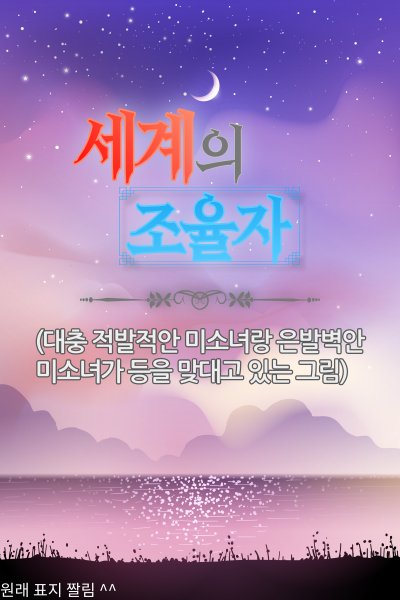 세계의
조율자
(대충 적발적안 미소녀랑 은발벽안
미소녀가 등을 맞대고 있는 그림)
원래 표지 짤림 ^^